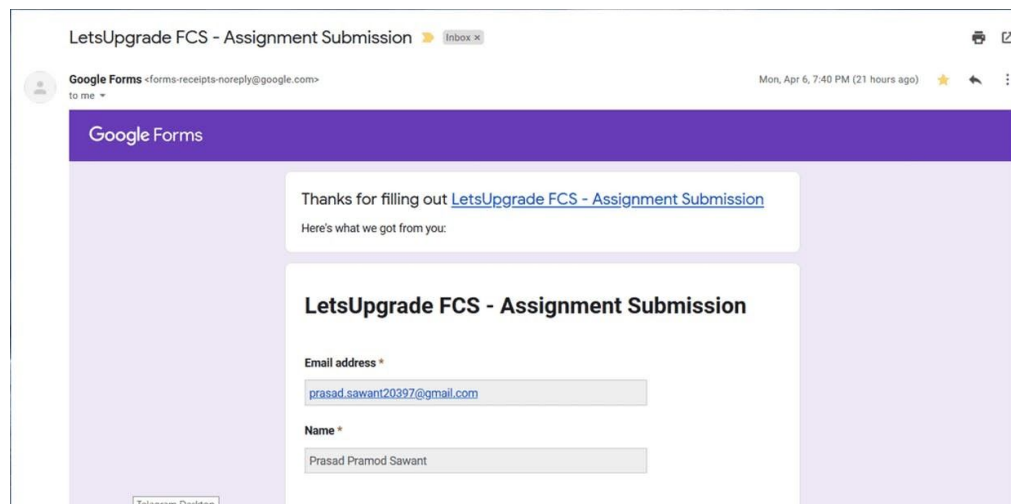 LetsUpgrade FCS - Assignment Submission Inbox ×
Google Forms <forms-receipts-noreply@google.com> Mon, Apr 6, 7:40 PM (21 hours ago)
to me
Google Forms
Thanks for filling out LetsUpgrade FCS - Assignment Submission
Here's what we got from you:
LetsUpgrade FCS - Assignment Submission
Email address *
prasad.sawant20397@gmail.com
Name *
Prasad Pramod Sawant
Telegram Desktop